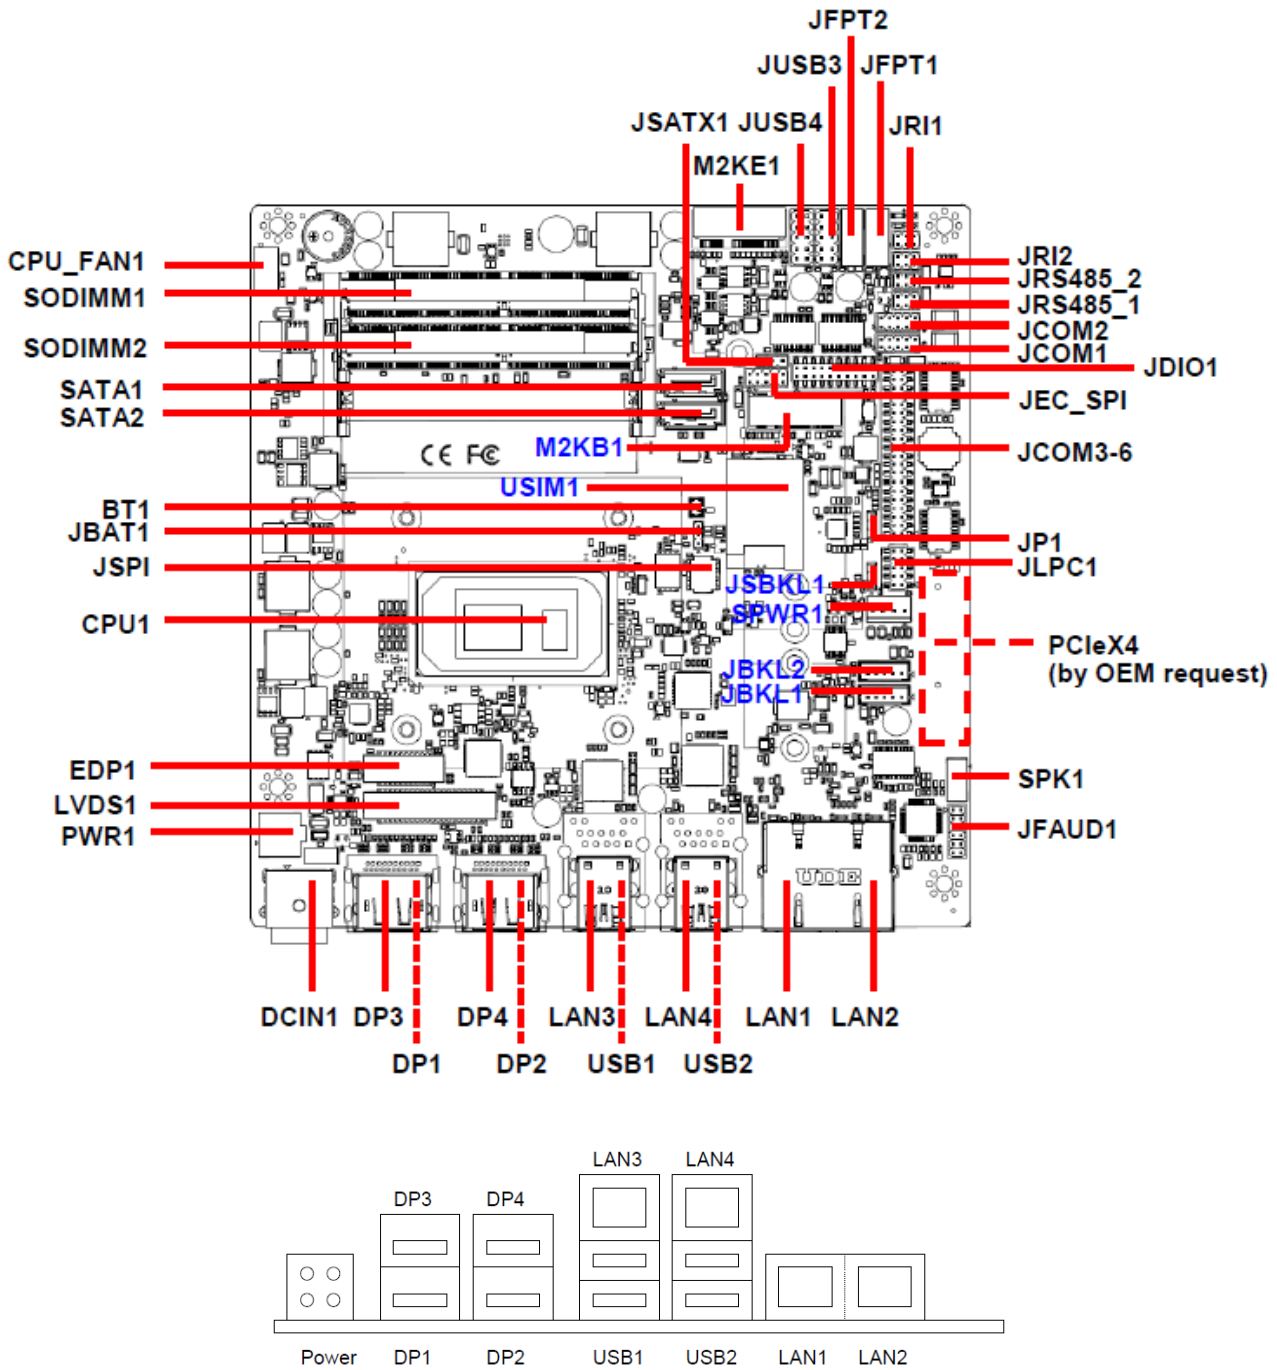 JFPT2
JUSB3 JFPT1
JSATX1 JUSB4 JRI1
M2KE1
CPU_FAN1
SODIMM1
SODIMM2
SATA1
SATA2
BT1
JBAT1
JSPI
CPU1
EDP1
LVDS1
PWR1
JRI2
JRS485_2
JRS485_1
JCOM2
JCOM1
JDIO1
JEC_SPI
JCOM3-6
JP1
JLPC1
PCIeX4
(by OEM request)
SPK1
JFAUD1
M2KB1
USIM1
JSBKL1
SPWR1
JBKL2
JBKL1
CE FC
UDE
DCIN1 DP3 DP4 LAN3 LAN4 LAN1 LAN2
DP1 DP2 USB1 USB2
LAN3 LAN4
DP3 DP4
Power DP1 DP2 USB1 USB2 LAN1 LAN2